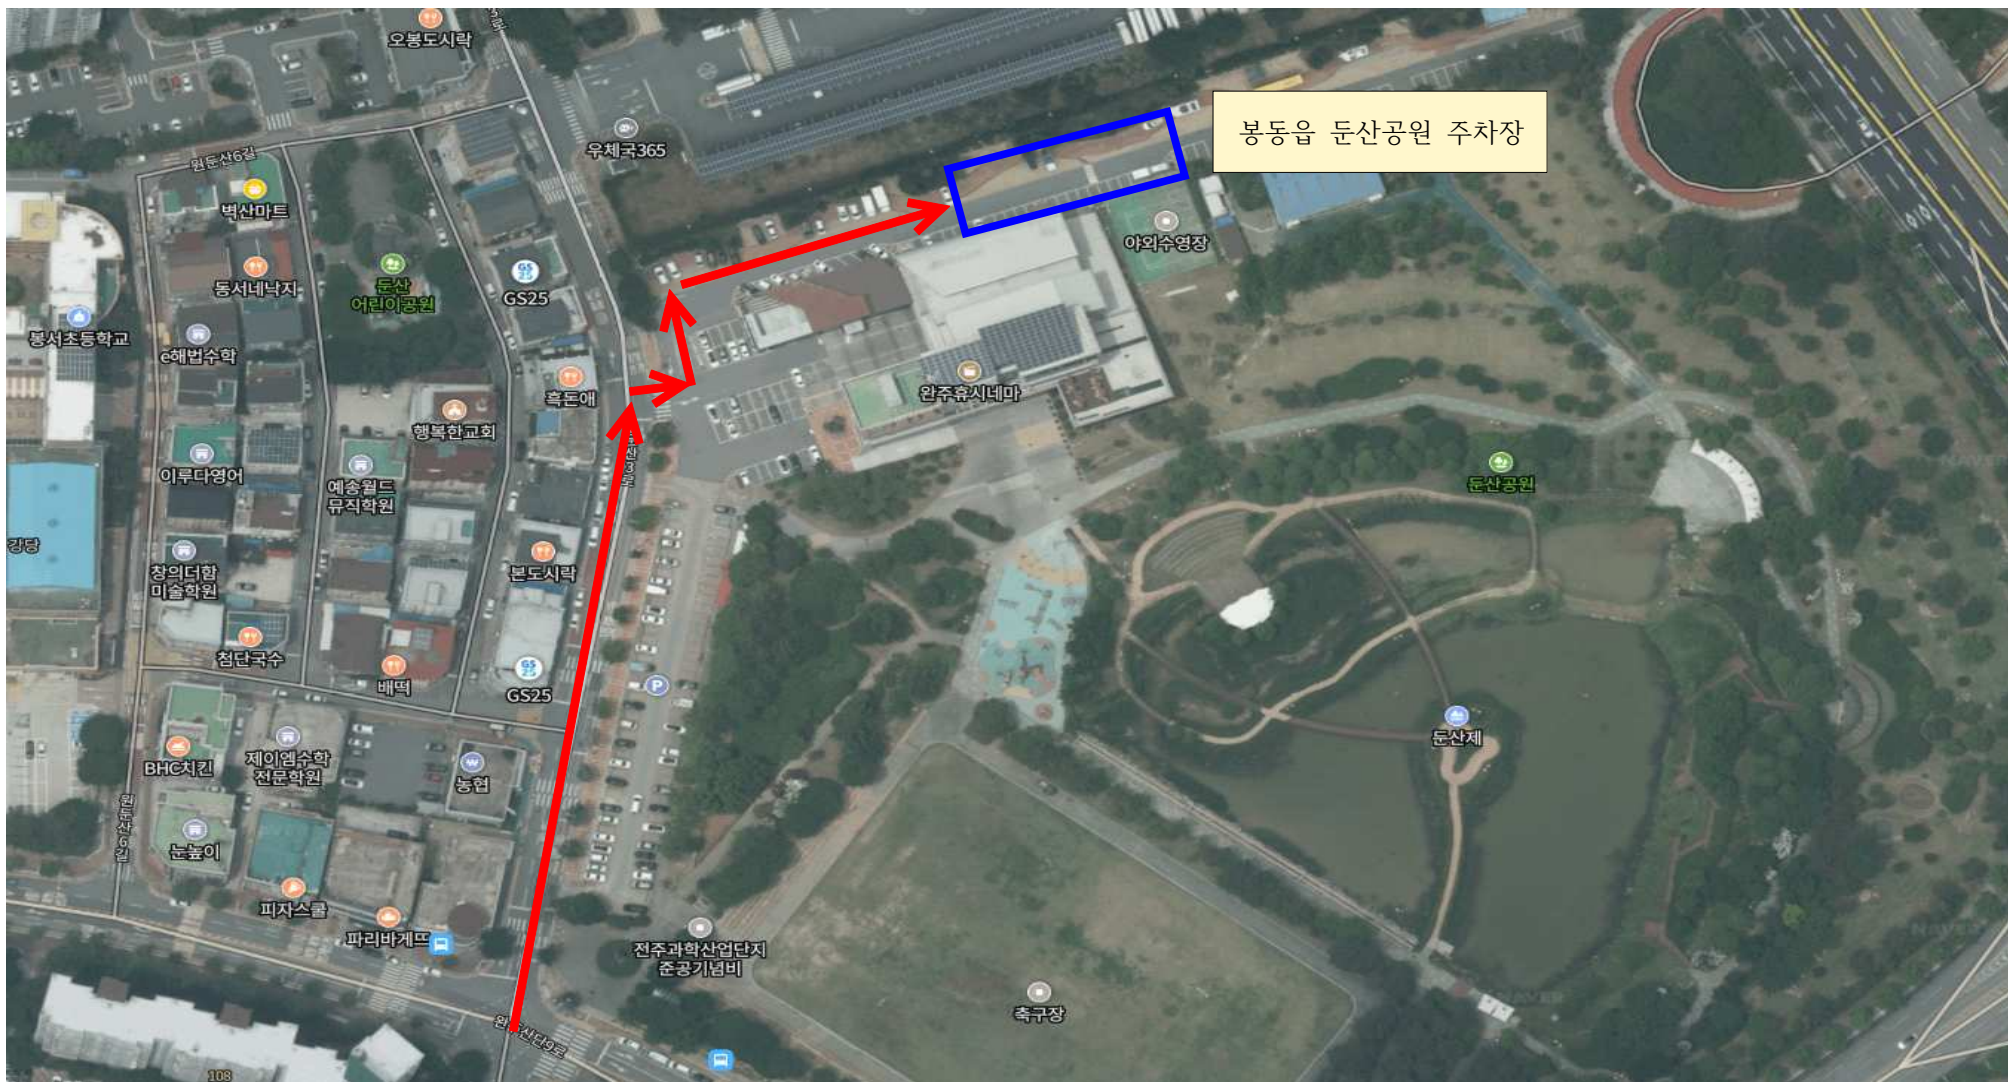 오봉도시락
우체국365
봉동읍 둔산공원 주차장
원둔산6길
벽산마트
야외수영장
동서네낙지
둔산
어린이공원
GS25
봉서초등학교
e해법수학
흑돈애
완주휴시네마
행복한교회
이루다영어
예송월드
뮤직학원
둔산공원
강당
창의더함
미술학원
본도시락
첨단국수
배떡
GS25
P
둔산제
BHC치킨
제이엠수학
전문학원
농협
원둔산6길
눈높이
피자스쿨
파리바게뜨
전주과학산업단지
준공기념비
축구장
108